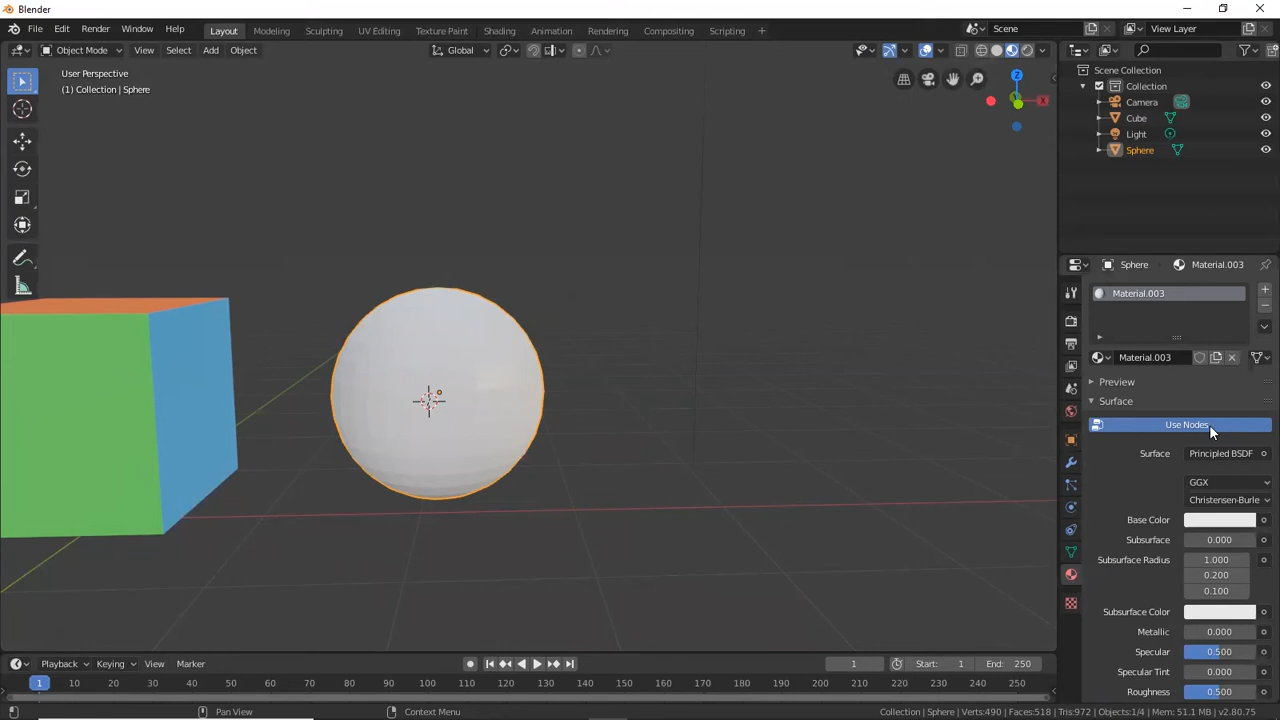 Blender
File Edit Render Window Help Layout Modeling Sculpting UV Editing Texture Paint Shading Animation Rendering Compositing Scripting + Scene View Layer
Object Mode View Select Add Object Global
User Perspective
(1) Collection | Sphere
Z
X
Scene Collection
Collection
Camera
Cube
Light
Sphere
Sphere Material.003
Material.003
Material.003
Preview
Surface
Use Nodes
Surface Principled BSDF
GGX
Christensen-Burle
Base Color
Subsurface 0.000
Subsurface Radius 1.000
0.200
0.100
Subsurface Color
Metallic 0.000
Specular 0.500
Specular Tint 0.000
Roughness 0.500
Playback Keying View Marker 1 Start: 1 End: 250
1 10 20 30 40 50 60 70 80 90 100 110 120 130 140 150 160 170 180 190 200 210 220 230 240 250
Pan View Context Menu Collection | Sphere | Verts:490 | Faces:518 | Tris:972 | Objects:1/4 | Mem: 51.1 MB | v2.80.75